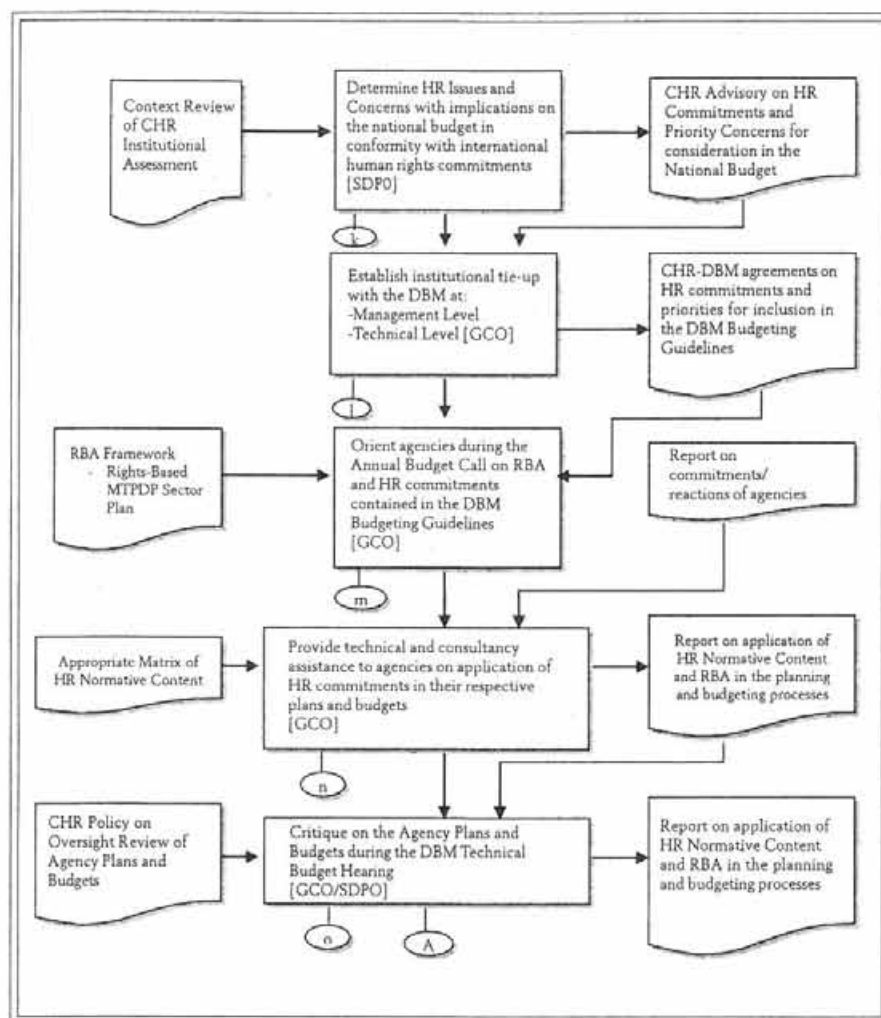 Context Review
of CHR
Institutional
Assessment
Determine HR Issues and
Concerns with implications on
the national budget in
conformity with international
human rights commitments
[SDP0]
CHR Advisory on HR
Commitments and
Priority Concerns for
consideration in the
National Budget
k
Establish institutional tie-up
with the DBM at:
-Management Level
-Technical Level [GCO]
CHR-DBM agreements on
HR commitments and
priorities for inclusion in
the DBM Budgeting
Guidelines
l
RBA Framework
- Rights-Based
MTPDP Sector
Plan
Orient agencies during the
Annual Budget Call on RBA
and HR commitments
contained in the DBM
Budgeting Guidelines
[GCO]
Report on
commitments/
reactions of agencies
m
Appropriate Matrix of
HR Normative Content
Provide technical and consultancy
assistance to agencies on application of
HR commitments in their respective
plans and budgets
[GCO]
Report on application of
HR Normative Content
and RBA in the planning
and budgeting processes
n
CHR Policy on
Oversight Review of
Agency Plans and
Budgets
Critique on the Agency Plans and
Budgets during the DBM Technical
Budget Hearing
[GCO/SDPO]
Report on application of
HR Normative Content
and RBA in the planning
and budgeting processes
o
A